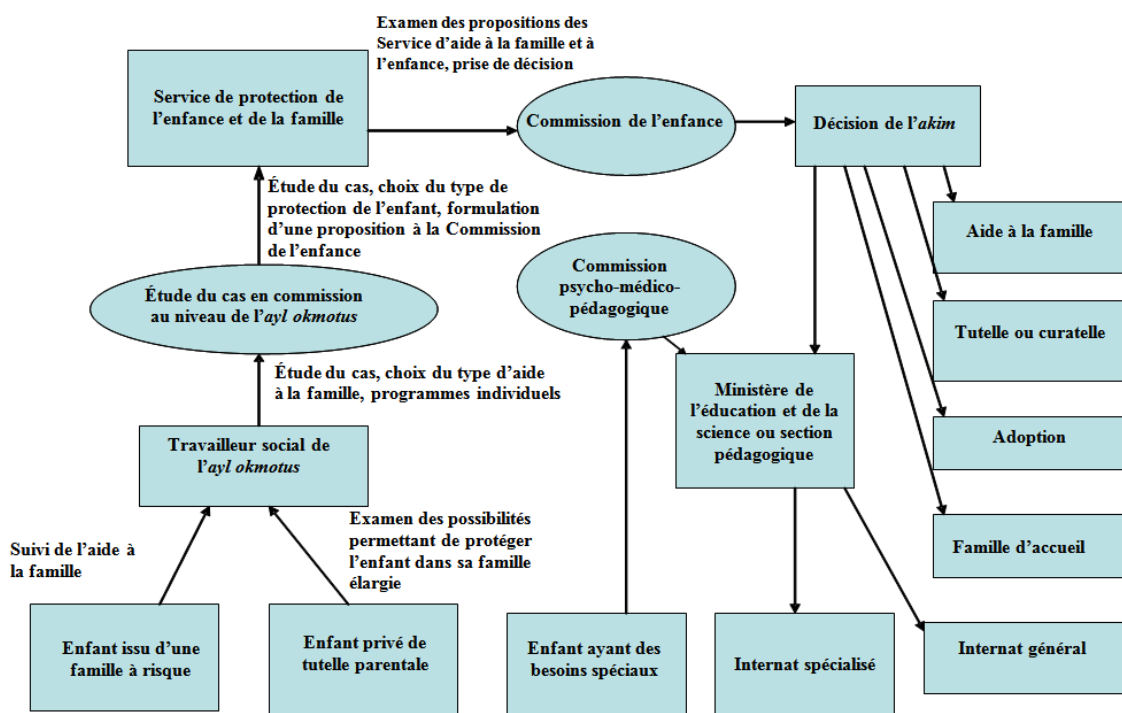 Examen des propositions des
Service d’aide à la famille et à
l’enfance, prise de décision
Service de protection de
l’enfance et de la famille
Commission de l’enfance
Décision de l’akim
Étude du cas, choix du type de
protection de l’enfant, formulation
d’une proposition à la Commission
de l’enfance
Aide à la famille
Commission
psycho-médico-
pédagogique
Étude du cas en commission
au niveau de l’ayl okmotus
Tutelle ou curatelle
Étude du cas, choix du type d’aide
à la famille, programmes individuels
Ministère de
l’éducation et de la
science ou section
pédagogique
Adoption
Travailleur social de
l’ayl okmotus
Suivi de l’aide à
la famille
Examen des possibilités
permettant de protéger
l’enfant dans sa famille
élargie
Famille d’accueil
Enfant issu d’une
famille à risque
Enfant privé de
tutelle parentale
Enfant ayant des
besoins spéciaux
Internat spécialisé
Internat général